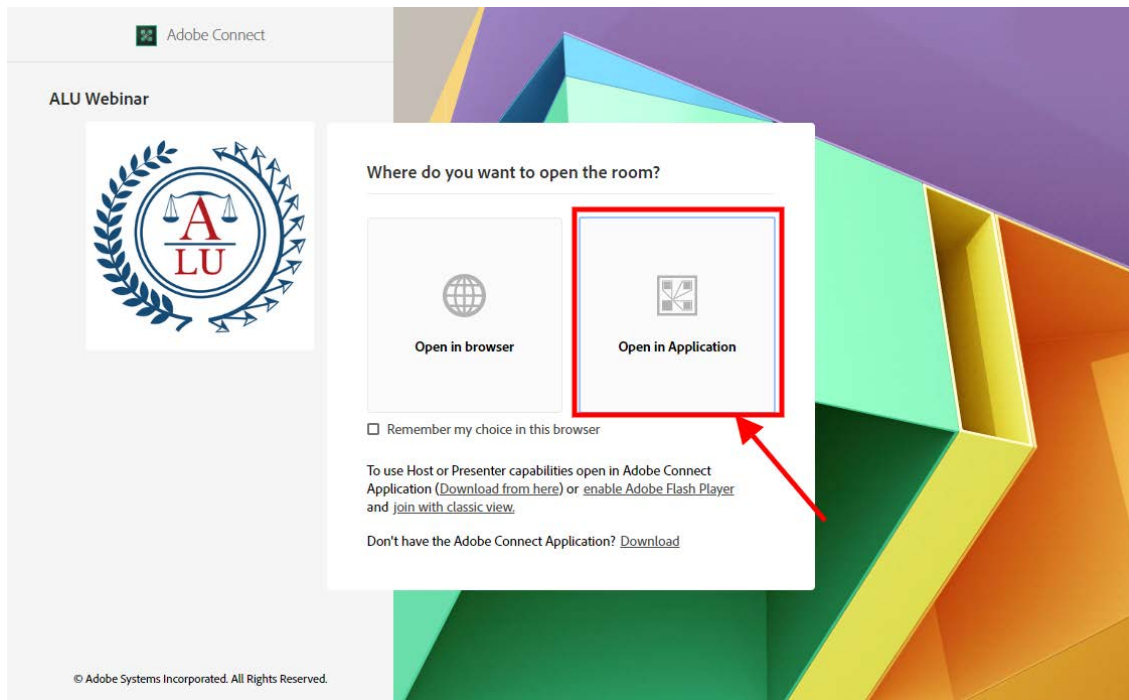 Adobe Connect
ALU Webinar
A
LU
Where do you want to open the room?
Open in browser
Open in Application
Remember my choice in this browser
To use Host or Presenter capabilities open in Adobe Connect
Application (Download from here) or enable Adobe Flash Player
and join with classic view.
Don't have the Adobe Connect Application? Download
© Adobe Systems Incorporated. All Rights Reserved.